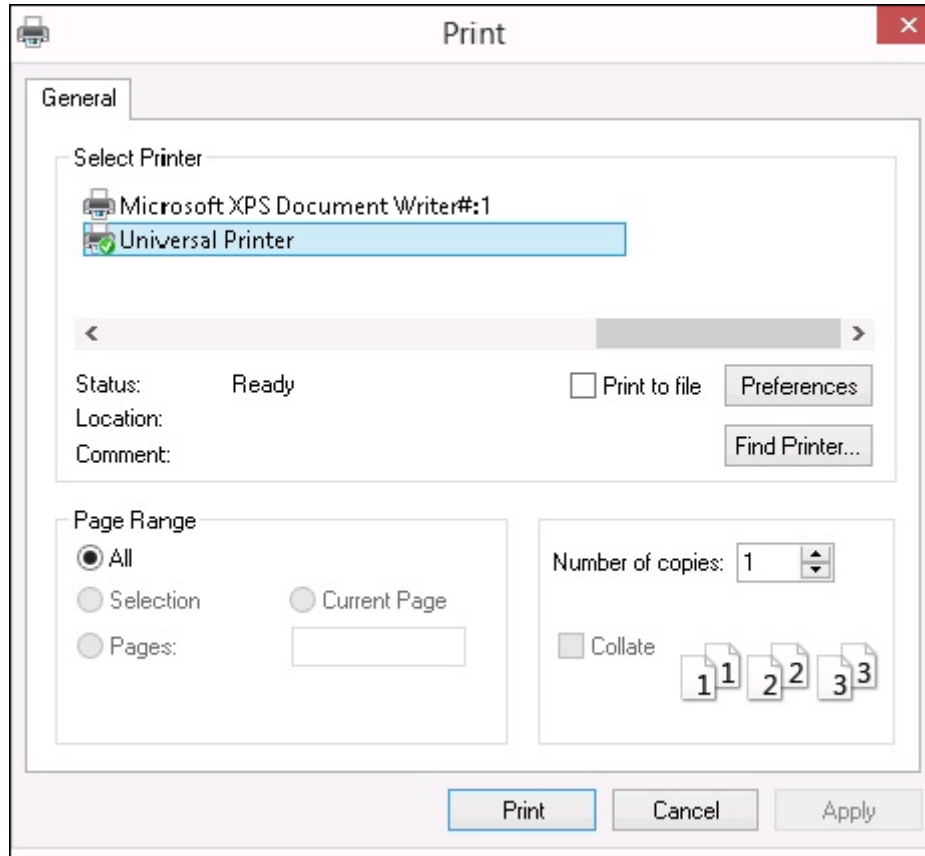 Print
General
Select Printer
Microsoft XPS Document Writer#:1
Universal Printer
Status: Ready
Print to file
Preferences
Location:
Comment:
Find Printer...
Page Range
All
Selection
Current Page
Pages:
Number of copies: 1
Collate
1 1 2 2 3 3
Print
Cancel
Apply